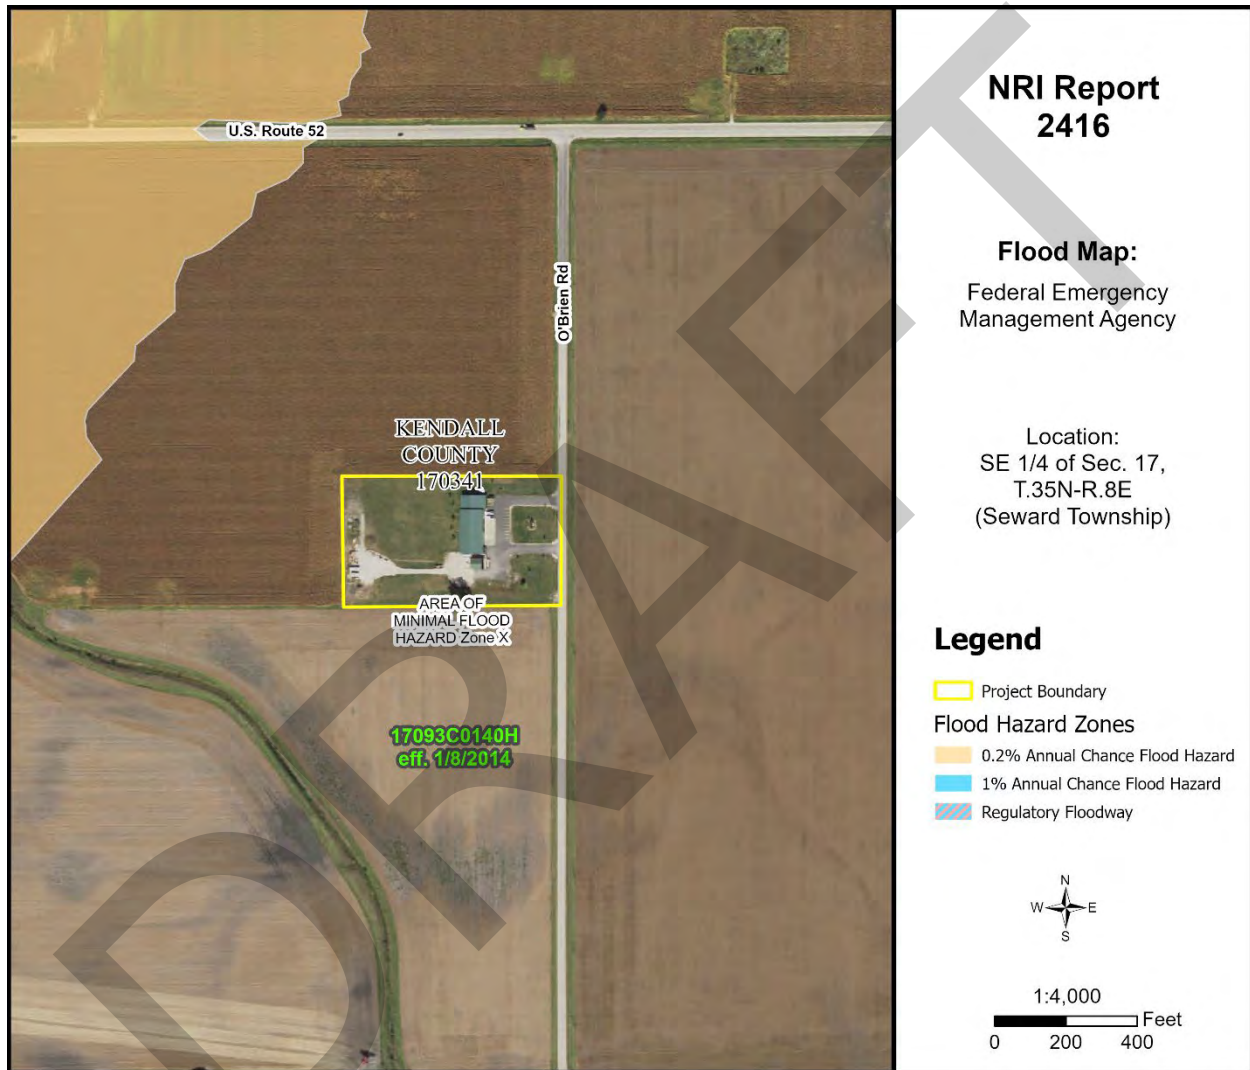 U.S. Route 52
O'Brien Rd
KENDALL
COUNTY
170341
AREA OF
MINIMAL FLOOD
HAZARD Zone X
17093C0140H
eff. 1/8/2014
NRI Report
2416
Flood Map:
Federal Emergency
Management Agency
Location:
SE 1/4 of Sec. 17,
T.35N-R.8E
(Seward Township)
Legend
Project Boundary
Flood Hazard Zones
0.2% Annual Chance Flood Hazard
1% Annual Chance Flood Hazard
Regulatory Floodway
N
W E
S
1:4,000
Feet
0 200 400
DRAFT